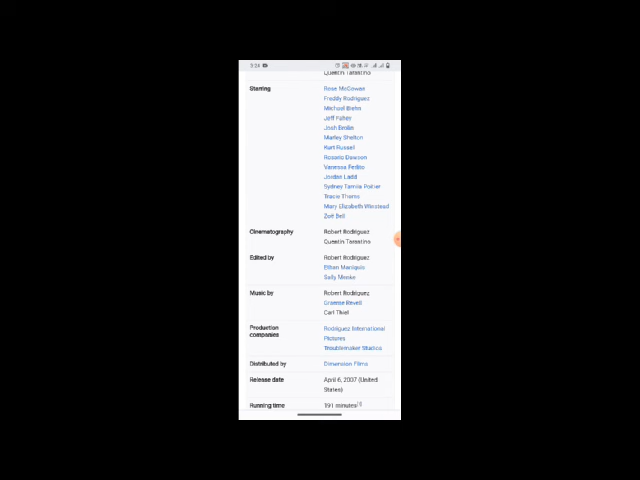 3:24
Quentin Tarantino
Starring
Rose McGowan
Freddy Rodriguez
Michael Biehn
Jeff Fahey
Josh Brolin
Marley Shelton
Kurt Russell
Rosario Dawson
Vanessa Ferlito
Jordan Ladd
Sydney Tamiia Poitier
Tracie Thoms
Mary Elizabeth Winstead
Zoë Bell
Cinematography
Robert Rodriguez
Quentin Tarantino
Edited by
Robert Rodriguez
Ethan Maniquis
Sally Menke
Music by
Robert Rodriguez
Graeme Revell
Carl Thiel
Production
companies
Rodriguez International
Pictures
Troublemaker Studios
Distributed by
Dimension Films
Release date
April 6, 2007 (United
States)
Running time
191 minutes